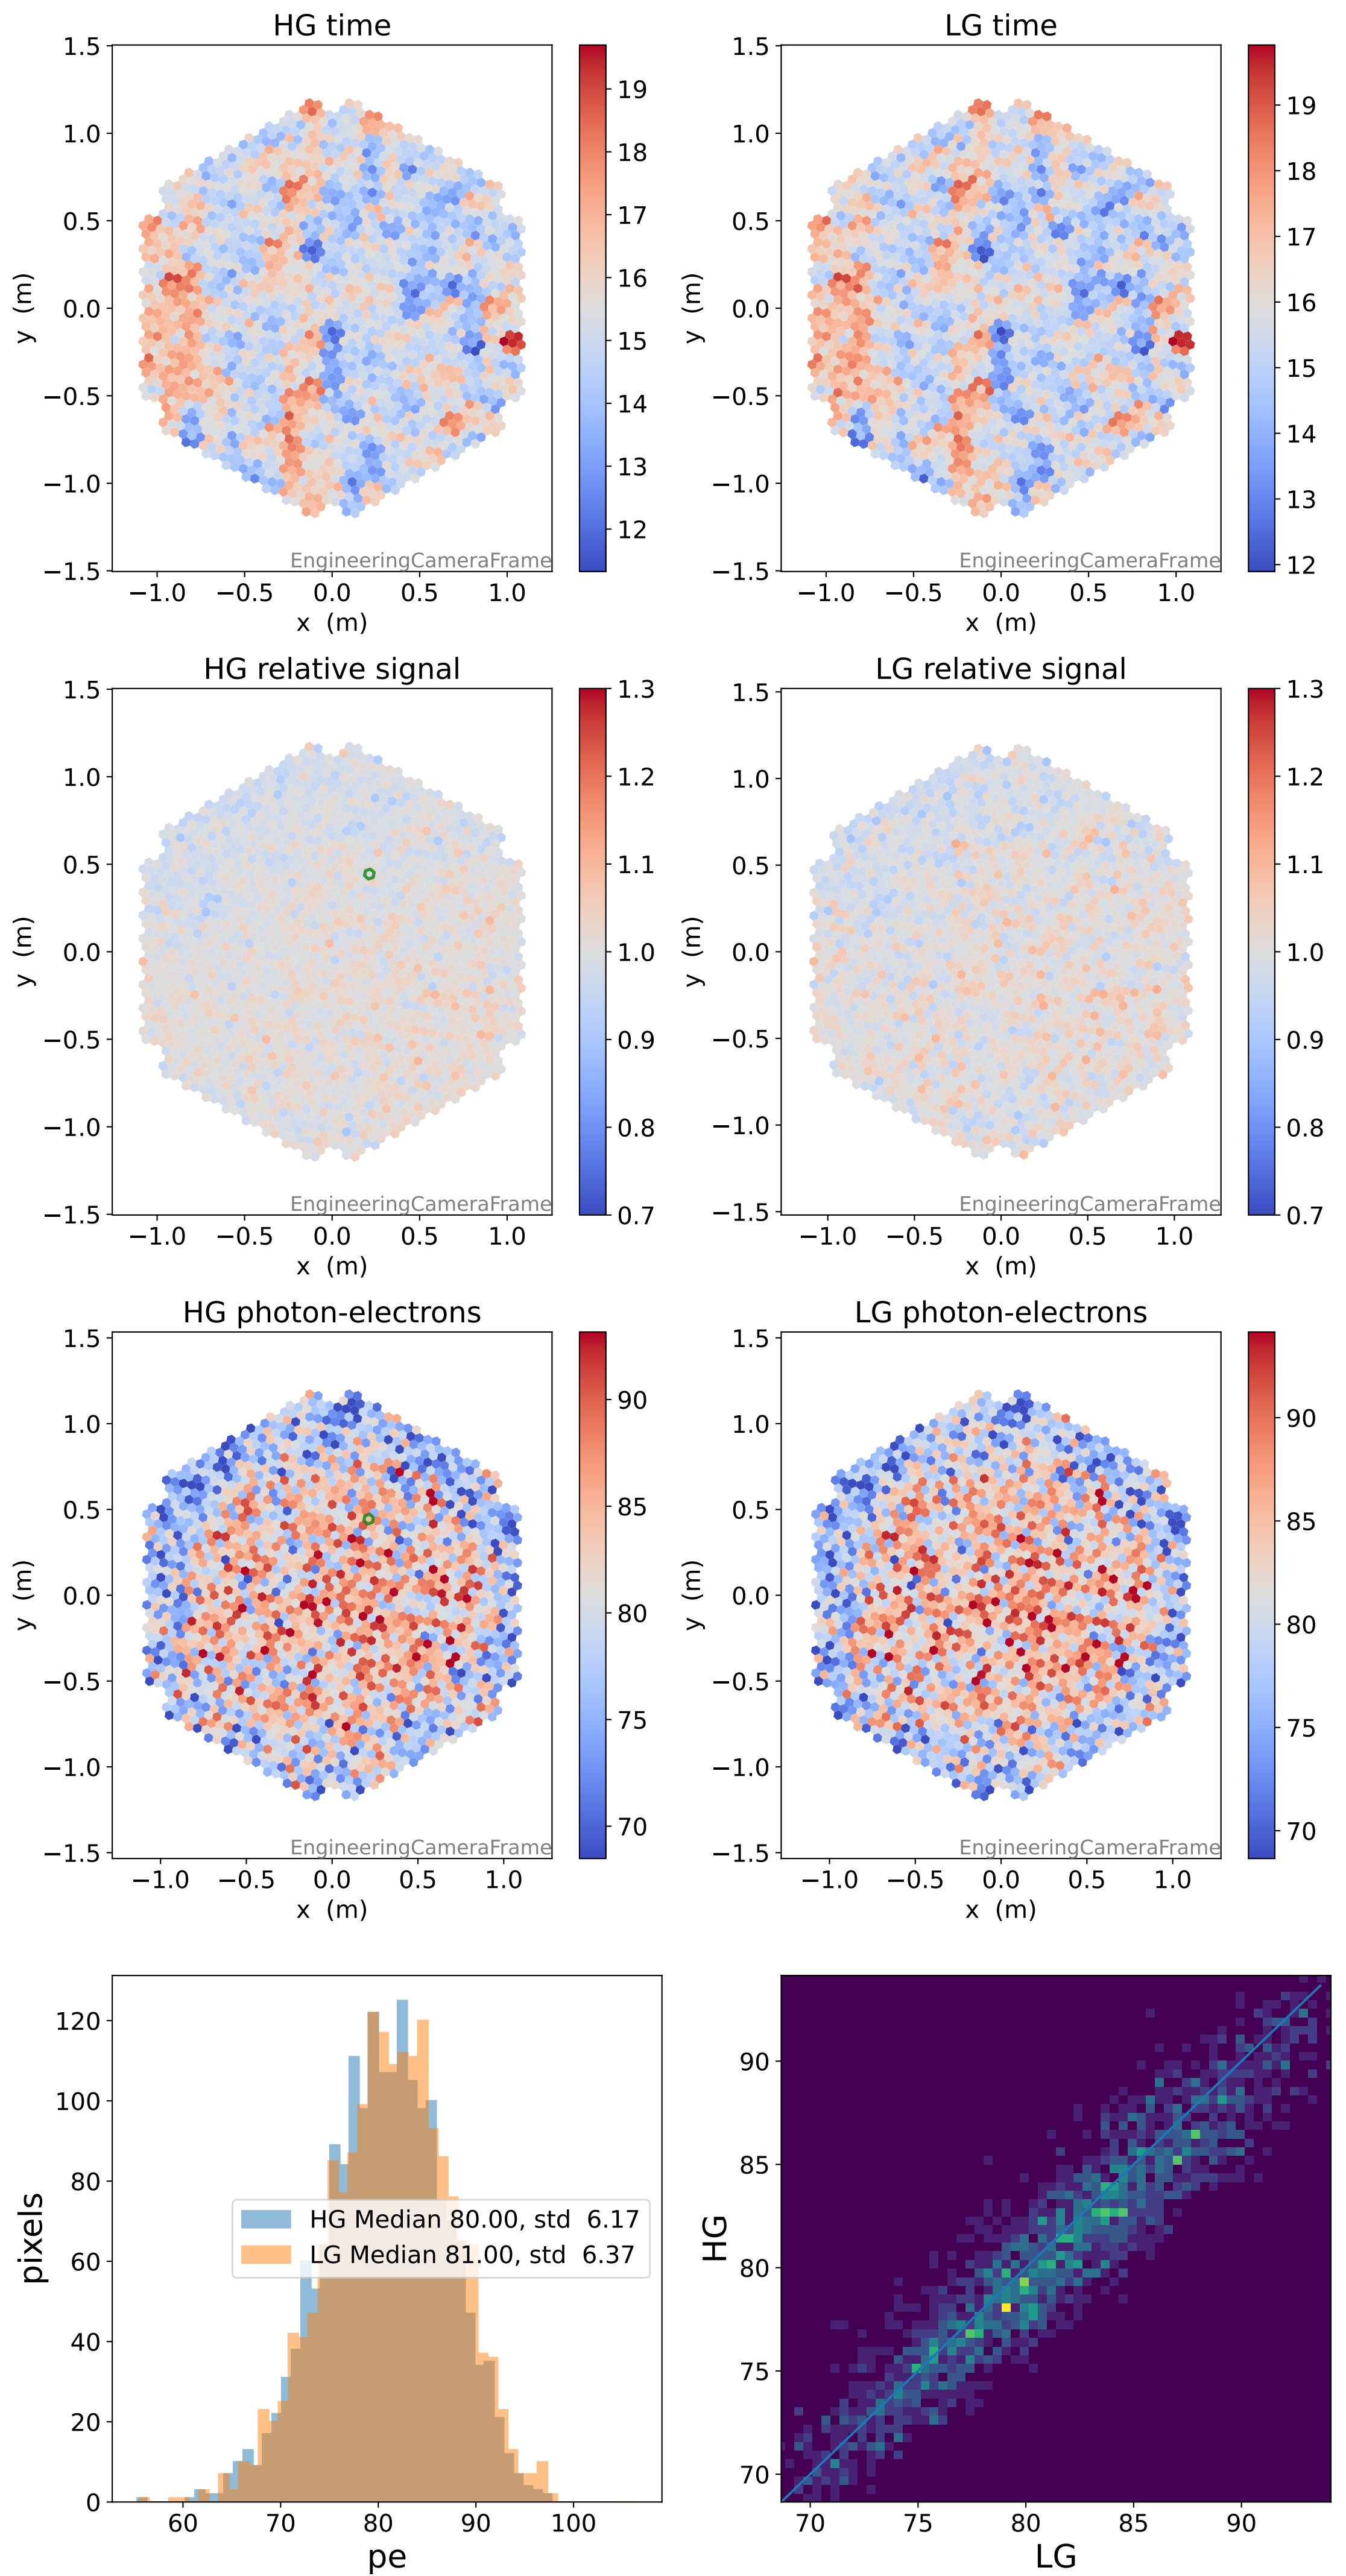 HG time
LG time
1.5
1.0
0.5
0.0
−0.5
−1.0
−1.5
y (m)
−1.0 −0.5 0.0 0.5 1.0
x (m)
EngineeringCameraFrame
19
18
17
16
15
14
13
12
1.5
1.0
0.5
0.0
−0.5
−1.0
−1.5
y (m)
−1.0 −0.5 0.0 0.5 1.0
x (m)
EngineeringCameraFrame
19
18
17
16
15
14
13
12
HG relative signal
LG relative signal
1.5
1.0
0.5
0.0
−0.5
−1.0
−1.5
y (m)
−1.0 −0.5 0.0 0.5 1.0
x (m)
EngineeringCameraFrame
1.3
1.2
1.1
1.0
0.9
0.8
0.7
1.5
1.0
0.5
0.0
−0.5
−1.0
−1.5
y (m)
−1.0 −0.5 0.0 0.5 1.0
x (m)
EngineeringCameraFrame
1.3
1.2
1.1
1.0
0.9
0.8
0.7
HG photon-electrons
LG photon-electrons
1.5
1.0
0.5
0.0
−0.5
−1.0
−1.5
y (m)
−1.0 −0.5 0.0 0.5 1.0
x (m)
EngineeringCameraFrame
90
85
80
75
70
1.5
1.0
0.5
0.0
−0.5
−1.0
−1.5
y (m)
−1.0 −0.5 0.0 0.5 1.0
x (m)
EngineeringCameraFrame
90
85
80
75
70
120
100
80
60
40
20
0
pixels
HG Median 80.00, std 6.17
LG Median 81.00, std 6.37
60 70 80 90 100
pe
90
85
80
75
70
HG
70 75 80 85 90
LG